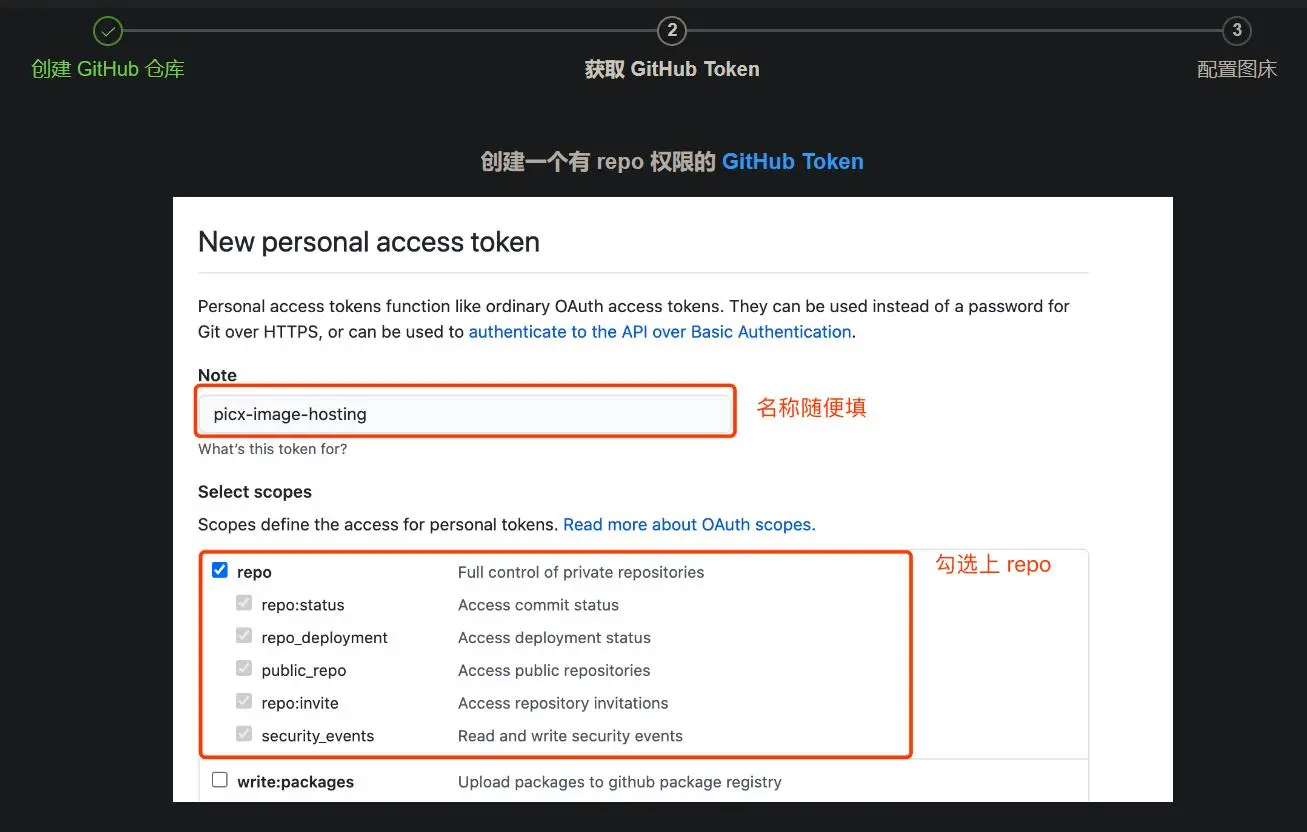 2
3
创建 GitHub 仓库
获取 GitHub Token
配置图床
创建一个有 repo 权限的 GitHub Token
New personal access token
Personal access tokens function like ordinary OAuth access tokens. They can be used instead of a password for
Git over HTTPS, or can be used to authenticate to the API over Basic Authentication.
Note
picx-image-hosting
名称随便填
What's this token for?
Select scopes
Scopes define the access for personal tokens. Read more about OAuth scopes.
勾选上 repo
repo Full control of private repositories
repo:status Access commit status
repo_deployment Access deployment status
public_repo Access public repositories
repo:invite Access repository invitations
security_events Read and write security events
write:packages Upload packages to github package registry